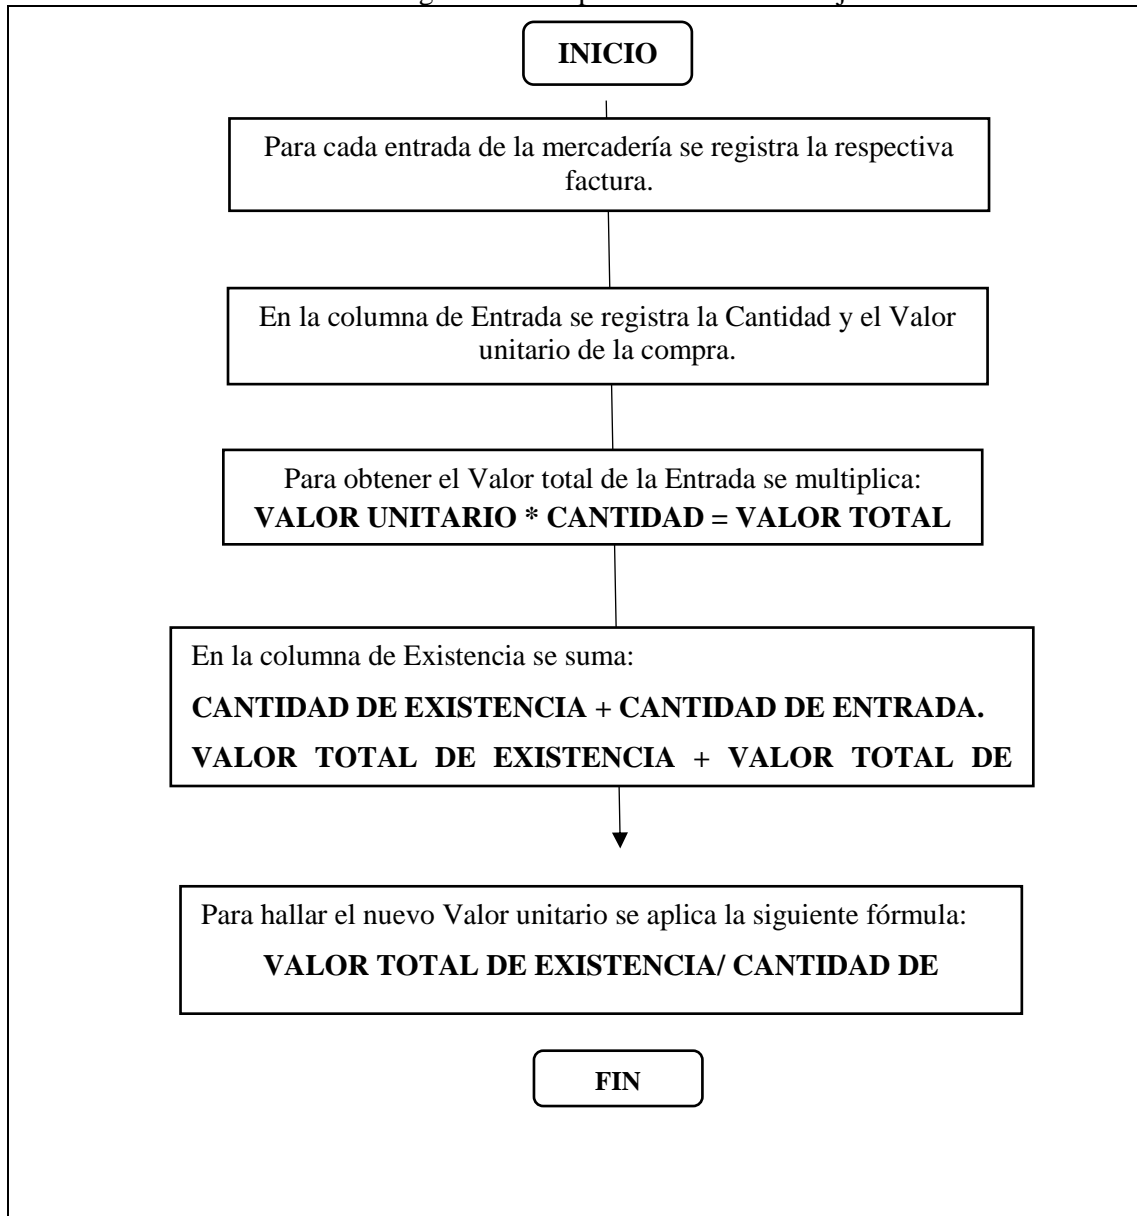 INICIO
Para cada entrada de la mercadería se registra la respectiva
factura.
En la columna de Entrada se registra la Cantidad y el Valor
unitario de la compra.
Para obtener el Valor total de la Entrada se multiplica:
VALOR UNITARIO * CANTIDAD = VALOR TOTAL
En la columna de Existencia se suma:
CANTIDAD DE EXISTENCIA + CANTIDAD DE ENTRADA.
VALOR TOTAL DE EXISTENCIA + VALOR TOTAL DE
Para hallar el nuevo Valor unitario se aplica la siguiente fórmula:
VALOR TOTAL DE EXISTENCIA/ CANTIDAD DE
FIN